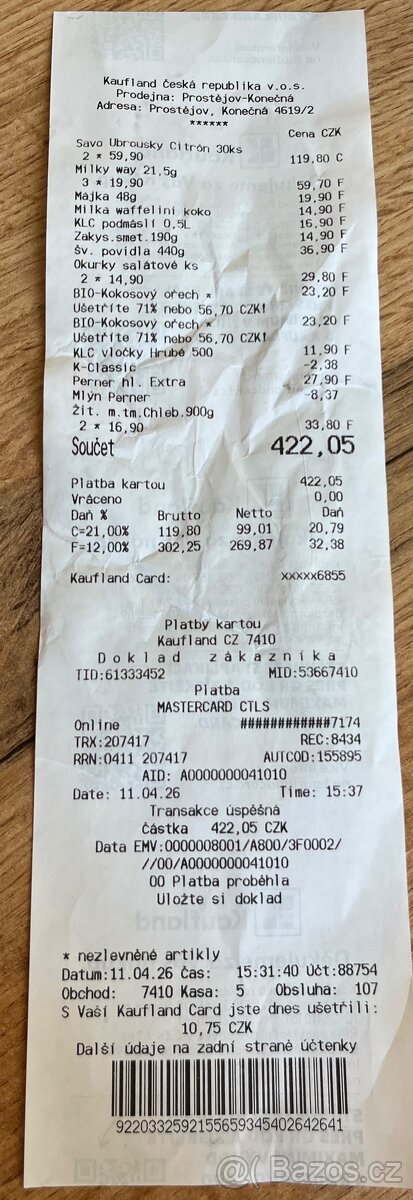 Kaufland Česká republika v.o.s.
Prodejna: Prostějov-Konečná
Adresa: Prostějov, Konečná 4619/2
******
Cena CZK
Savo Ubrousky Citrón 30ks
2 * 59,90 119,80 C
Milky way 21,5g
3 * 19,90 59,70 F
Májka 48g 19,90 F
Milka waffelini koko 14,90 F
KLC podmáslí 0,5L 16,90 F
Zakys.smet.190g 14,90 F
Šv. povidla 440g 36,90 F
Okurky salátové ks
2 * 14,90 29,80 F
BIO-Kokosový ořech * 23,20 F
Ušetříte 71% nebo 56,70 CZK!
BIO-Kokosový ořech * 23,20 F
Ušetříte 71% nebo 56,70 CZK!
KLC vločky Hrubé 500 11,90 F
K-Classic -2,38
Perner hl. Extra 27,90 F
Mlýn Perner -8,37
Žit. m.tm.Chleb.900g
2 * 16,90 33,80 F
Součet 422,05
Platba kartou 422,05
Vráceno 0,00
Daň % Brutto Netto Daň
C=21,00% 119,80 99,01 20,79
F=12,00% 302,25 269,87 32,38
Kaufland Card: xxxxx6855
Platby kartou
Kaufland CZ 7410
Doklad zákazníka
TID:61333452 MID:53667410
Platba
MASTERCARD CTLS
Online ############7174
TRX:207417 REC:8434
RRN:0411 207417 AUTCOD:155895
AID: A0000000041010
Date: 11.04.26 Time: 15:37
Transakce úspěšná
Částka 422,05 CZK
Data EMV:0000008001/A800/3F0002/
//00/A0000000041010
00 Platba proběhla
Uložte si doklad
* nezlevněné artikly
Datum:11.04.26 Čas: 15:31:40 Účt:88754
Obchod: 7410 Kasa: 5 Obsluha: 107
S Vaší Kaufland Card jste dnes ušetřili:
10,75 CZK
Další údaje na zadní straně účtenky
9220332592155659345402642641
Bazos.cz